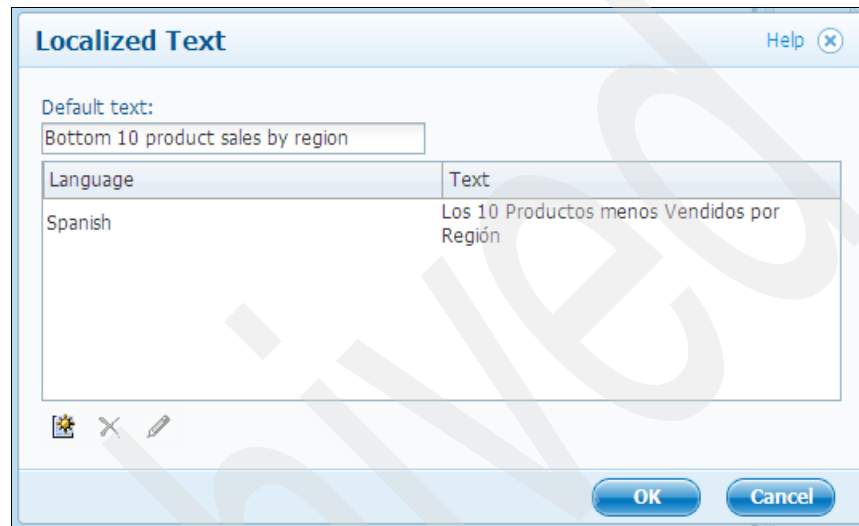 Localized Text
Help
Default text:
Bottom 10 product sales by region
Language
Text
Spanish
Los 10 Productos menos Vendidos por
Región
OK
Cancel